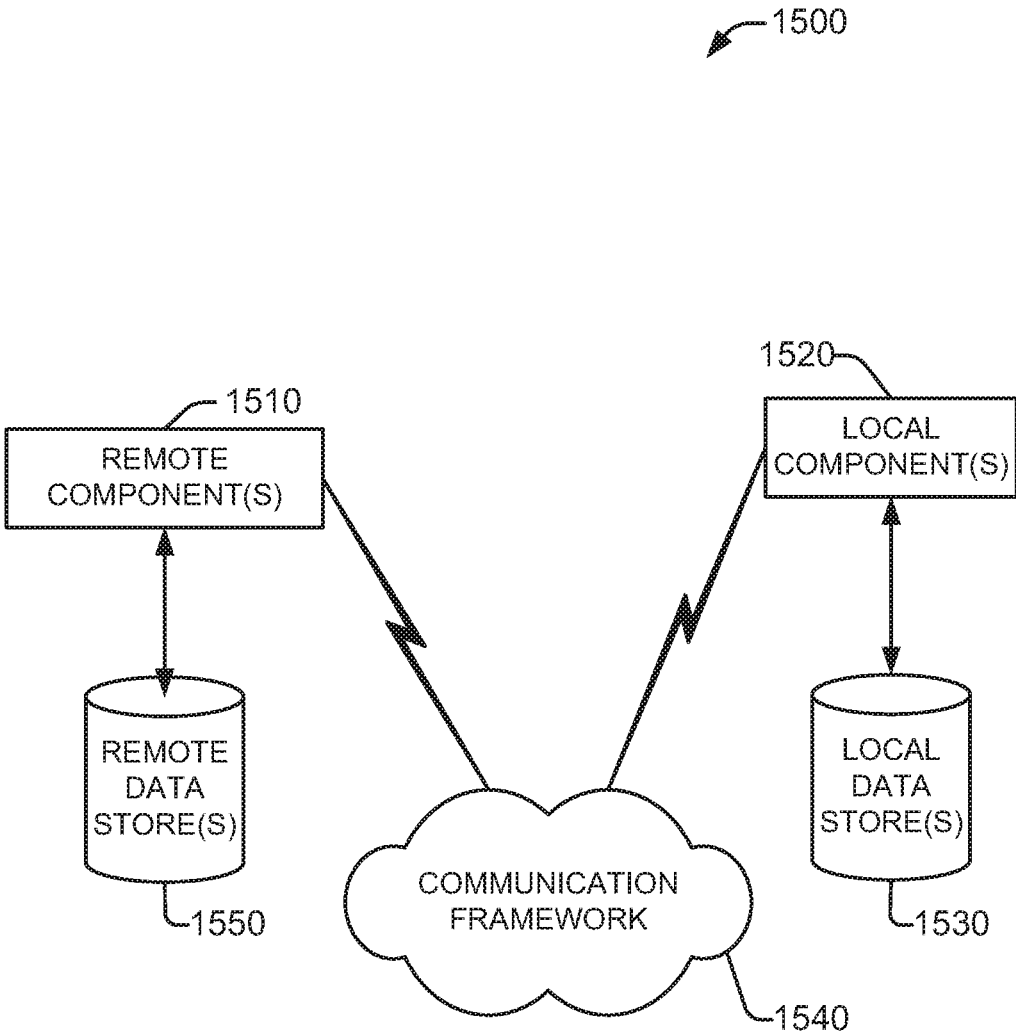 1500
1520
1510
LOCAL
COMPONENT(S)
REMOTE
COMPONENT(S)
REMOTE
DATA
STORE(S)
LOCAL
DATA
STORE(S)
COMMUNICATION
FRAMEWORK
1550
1530
1540